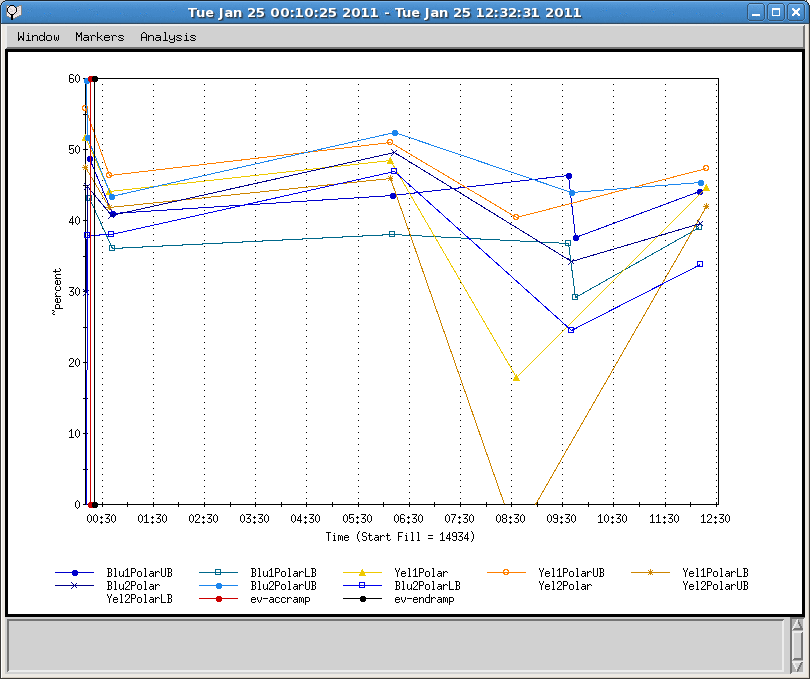 Tue Jan 25 00:10:25 2011 - Tue Jan 25 12:32:31 2011
Window Markers Analysis
60
50
40
30
20
10
0
~percent
00:30 01:30 02:30 03:30 04:30 05:30 06:30 07:30 08:30 09:30 10:30 11:30 12:30
Time (Start Fill = 14934)
Blu1PolarUB Blu1PolarLB Yel1Polar Yel1PolarUB Yel1PolarLB
Blu2Polar Blu2PolarUB Blu2PolarLB Yel2Polar Yel2PolarUB
Yel2PolarLB ev-accramp ev-endramp